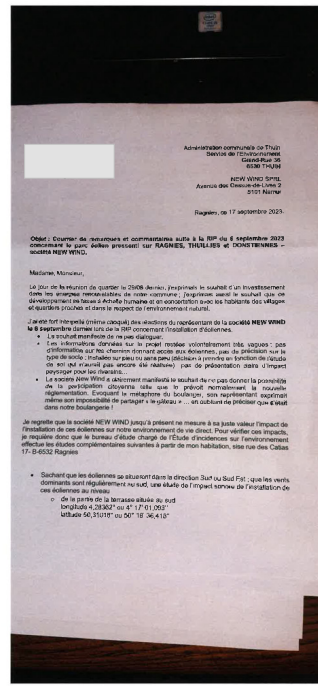 Administration communale de Thuin
Service de l'Environnement
Grand-Rue 36
6530 THUIN
NEW WIND SPRL
Avenue des Dessus-de-Lives 2
5101 Namur
Ragnies, ce 17 septembre 2023.
Objet : Courrier de remarques et commentaires suite à la RIP du 6 septembre 2023
concernant le parc éolien pressenti sur RAGNIES, THUILLIES et DONSTIENNES –
société NEW WIND.
Madame, Monsieur,
Le jour de la réunion de quartier le 29/08 dernier, j'exprimais le souhait d'un investissement
dans les énergies renouvelables de notre commune ; j'exprimais aussi le souhait que ce
développement se fasse à échelle humaine et en concertation avec les habitants des villages
et quartiers proches et dans le respect de l'environnement naturel.
J'ai été fort interpellé (même choqué) des réactions du représentant de la société NEW WIND
le 6 septembre dernier lors de la RIP concernant l'installation d'éoliennes.
• Le souhait manifeste de ne pas dialoguer.
• Les informations données sur le projet restées volontairement très vagues : pas
d'information sur les chemins donnant accès aux éoliennes, pas de précision sur le
type de socle : installées sur pieu ou sans pieu (décision à prendre en fonction de l'étude
de sol qui n'aurait pas encore été réalisée) pas de présentation claire d'impact
paysager pour les riverains…
• La société New Wind a clairement manifesté le souhait de ne pas donner la possibilité
de la participation citoyenne telle que le prévoit normalement la nouvelle
réglementation. Evoquant la métaphore du boulanger, son représentant exprimait
même son impossibilité de partager « le gâteau » … en oubliant de préciser que c'était
dans notre boulangerie !
Je regrette que la société NEW WIND jusqu'à présent ne mesure à sa juste valeur l'impact de
l'installation de ces éoliennes sur notre environnement de vie direct. Pour vérifier ces impacts,
je requière donc que le bureau d'étude chargé de l'Étude d'incidences sur l'environnement
effectue les études complémentaires suivantes à partir de mon habitation, sise rue des Catias
17- B-6532 Ragnies
• Sachant que les éoliennes se situeront dans la direction Sud ou Sud Est ; que les vents
dominants sont régulièrement au sud, une étude de l'impact sonore de l'installation de
ces éoliennes au niveau
o de la partie de la terrasse située au sud
longitude 4,28362° ou 4° 17' 01,093"
latitude 50,31018° ou 50° 18' 36,418"